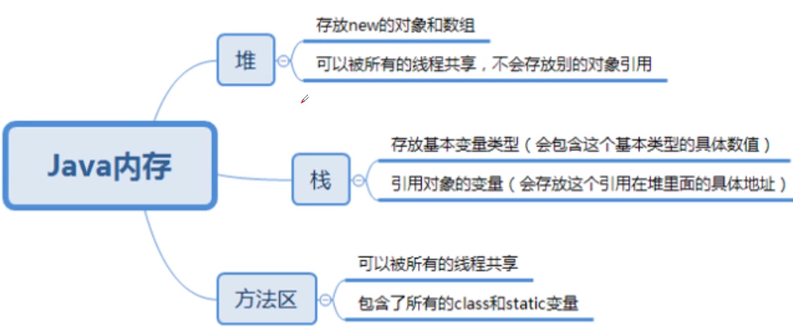 存放new的对象和数组
堆
可以被所有的线程共享，不会存放别的对象引用
Java内存
存放基本变量类型（会包含这个基本类型的具体数值）
栈
引用对象的变量（会存放这个引用在堆里面的具体地址）
可以被所有的线程共享
方法区
包含了所有的class和static变量